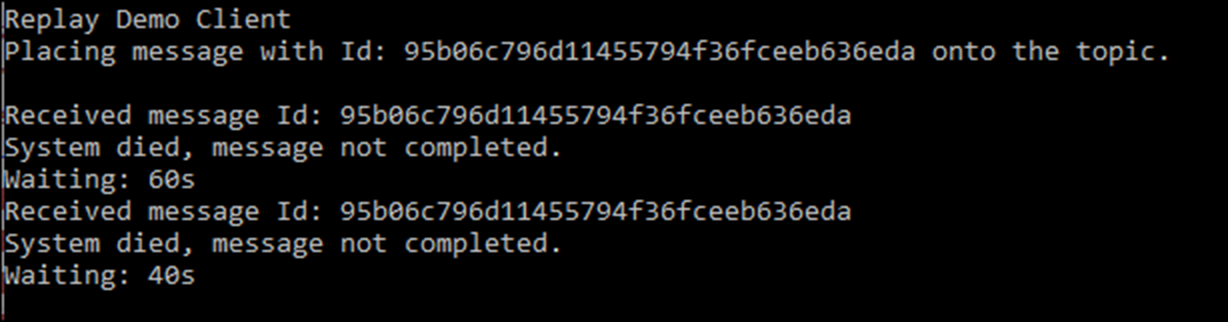 Replay Demo Client
Placing message with Id: 95b06c796d11455794f36fceeb636eda onto the topic.
Received message Id: 95b06c796d11455794f36fceeb636eda
System died, message not completed.
Waiting: 60s
Received message Id: 95b06c796d11455794f36fceeb636eda
System died, message not completed.
Waiting: 40s